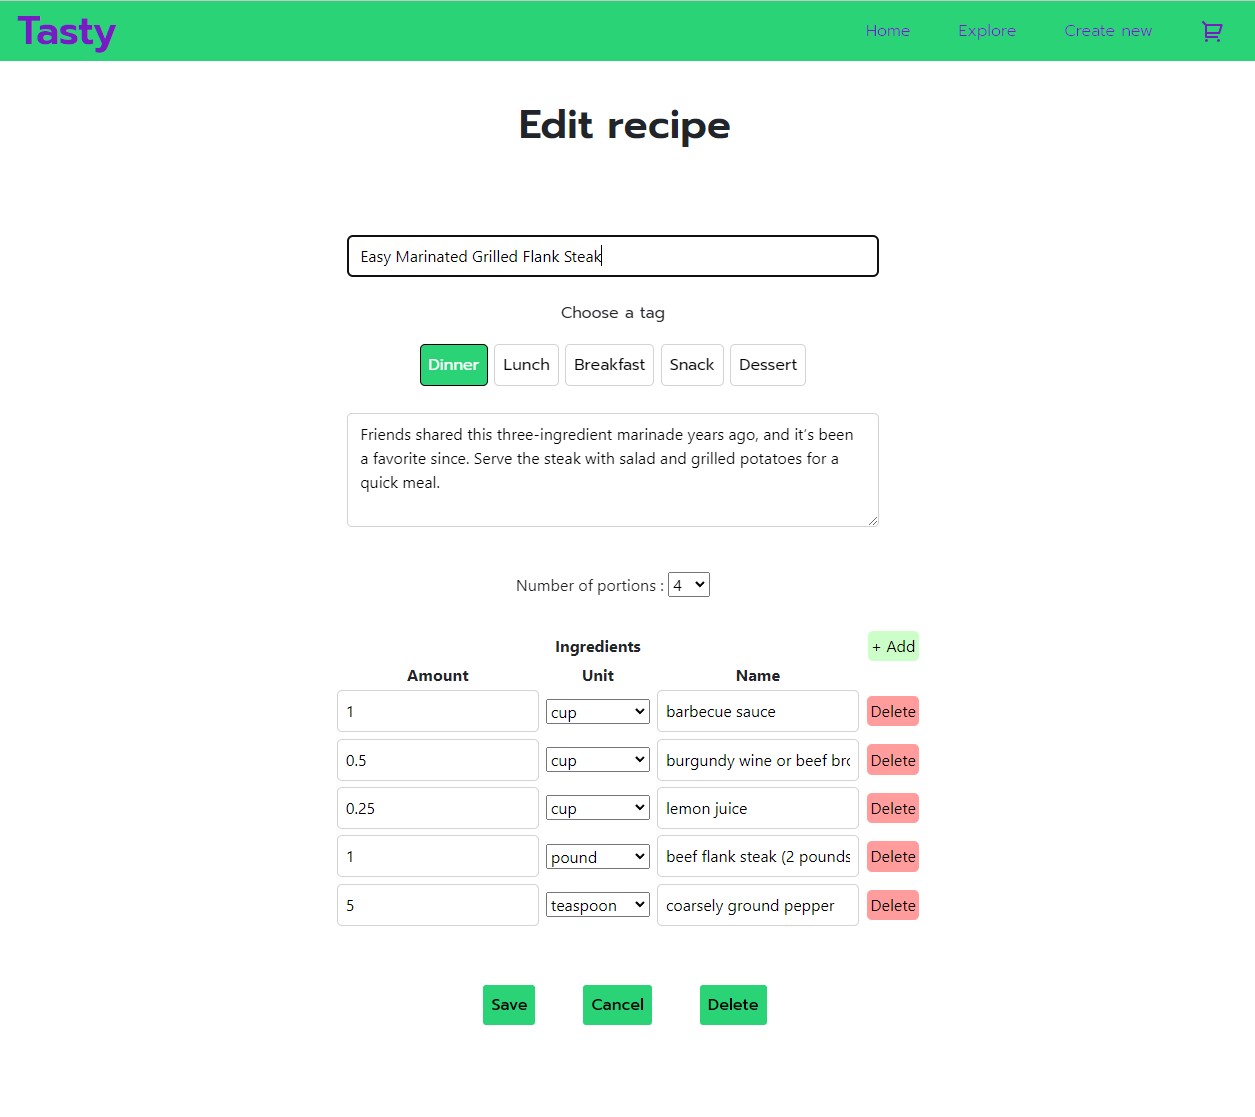 Tasty
Home Explore Create new
Edit recipe
Easy Marinated Grilled Flank Steak
Choose a tag
Dinner Lunch Breakfast Snack Dessert
Friends shared this three-ingredient marinade years ago, and it's been
a favorite since. Serve the steak with salad and grilled potatoes for a
quick meal.
Number of portions : 4
Ingredients + Add
Amount Unit Name
1 cup barbecue sauce Delete
0.5 cup burgundy wine or beef bro Delete
0.25 cup lemon juice Delete
1 pound beef flank steak (2 pounds Delete
5 teaspoon coarsely ground pepper Delete
Save Cancel Delete